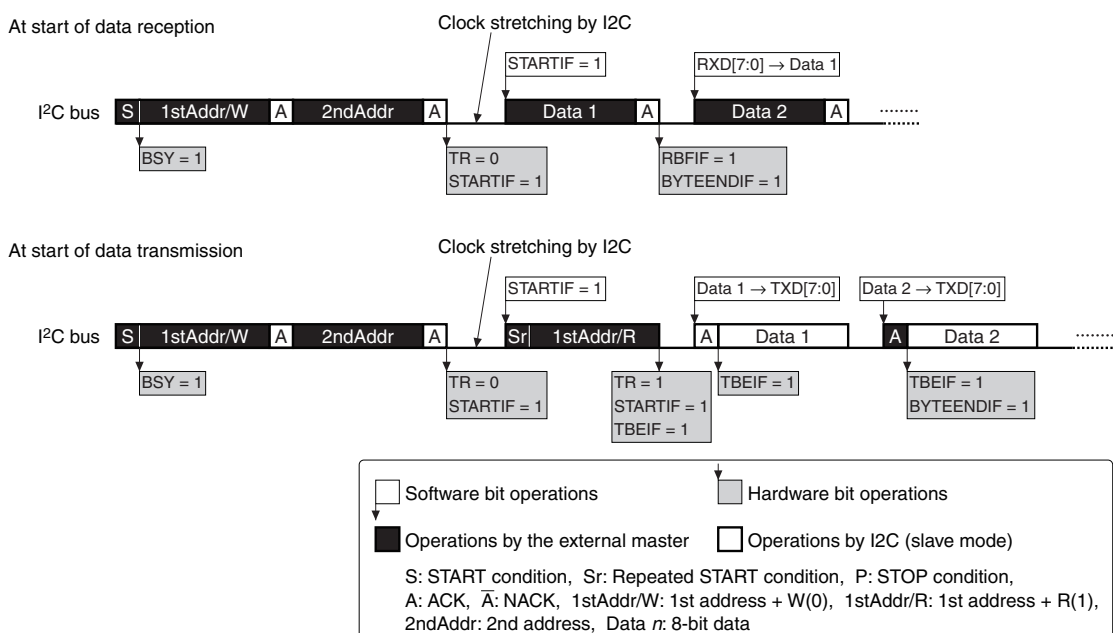 At start of data reception
Clock stretching by I2C
STARTIF = 1
RXD[7:0] → Data 1
I²C bus S 1stAddr/W A 2ndAddr A Data 1 A Data 2 A
BSY = 1
TR = 0
STARTIF = 1
RBFIF = 1
BYTEENDIF = 1
At start of data transmission
Clock stretching by I2C
STARTIF = 1
Data 1 → TXD[7:0]
Data 2 → TXD[7:0]
I²C bus S 1stAddr/W A 2ndAddr A Sr 1stAddr/R A Data 1 A Data 2
BSY = 1
TR = 0
STARTIF = 1
TR = 1
STARTIF = 1
TBEIF = 1
TBEIF = 1
TBEIF = 1
BYTEENDIF = 1
Software bit operations
Hardware bit operations
Operations by the external master
Operations by I2C (slave mode)
S: START condition, Sr: Repeated START condition, P: STOP condition,
A: ACK, A̅: NACK, 1stAddr/W: 1st address + W(0), 1stAddr/R: 1st address + R(1),
2ndAddr: 2nd address, Data n: 8-bit data